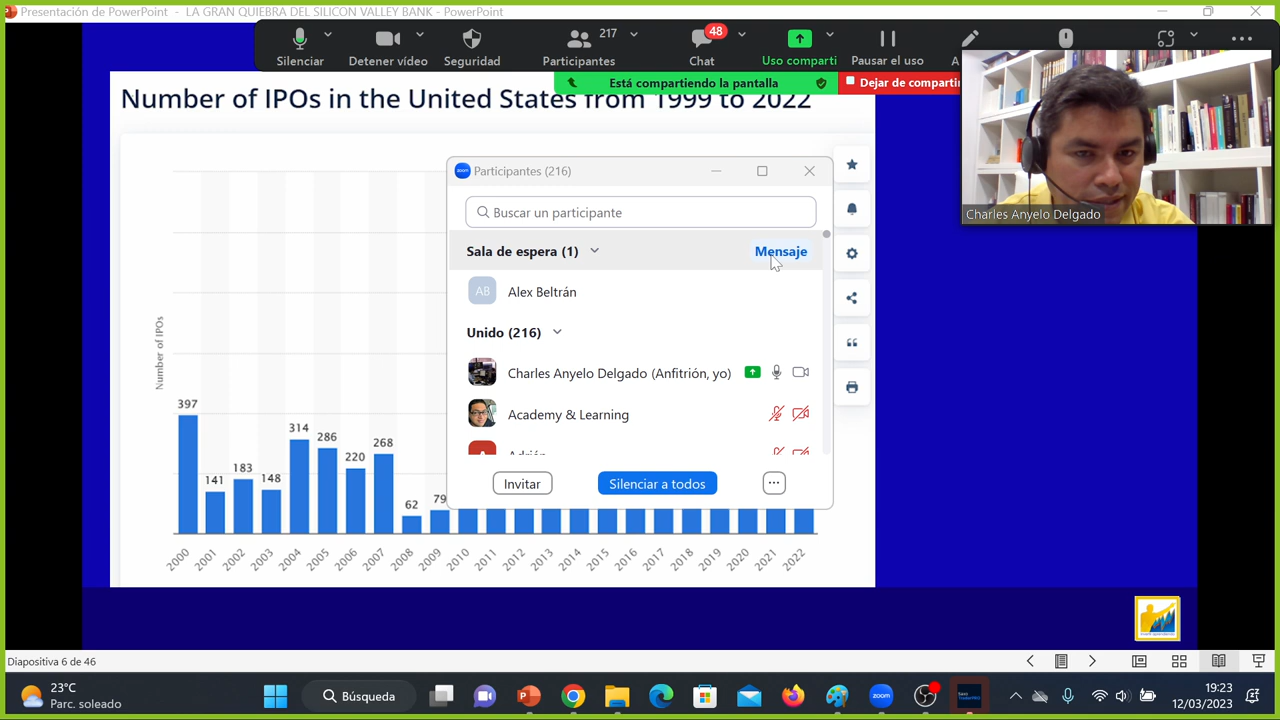 Presentación de PowerPoint - LA GRAN QUIEBRA DEL SILICON VALLEY BANK - PowerPoint
Silenciar
Detener vídeo
Seguridad
217
Participantes
48
Chat
Uso comparti
Pausar el uso
A
Está compartiendo la pantalla
Dejar de comparti
Number of IPOs in the United States from 1999 to 2022
Charles Anyelo Delgado
zoom
Participantes (216)
Buscar un participante
Sala de espera (1)
Mensaje
AB
Alex Beltrán
Unido (216)
Charles Anyelo Delgado (Anfitrión, yo)
Academy & Learning
Adrián
Invitar
Silenciar a todos
Number of IPOs
397
141
183
148
314
286
220
268
62
79
2000
2001
2002
2003
2004
2005
2006
2007
2008
2009
2010
2011
2012
2013
2014
2015
2016
2017
2018
2019
2020
2021
2022
Diapositiva 6 de 46
23°C
Parc. soleado
Búsqueda
zoom
19:23
12/03/2023